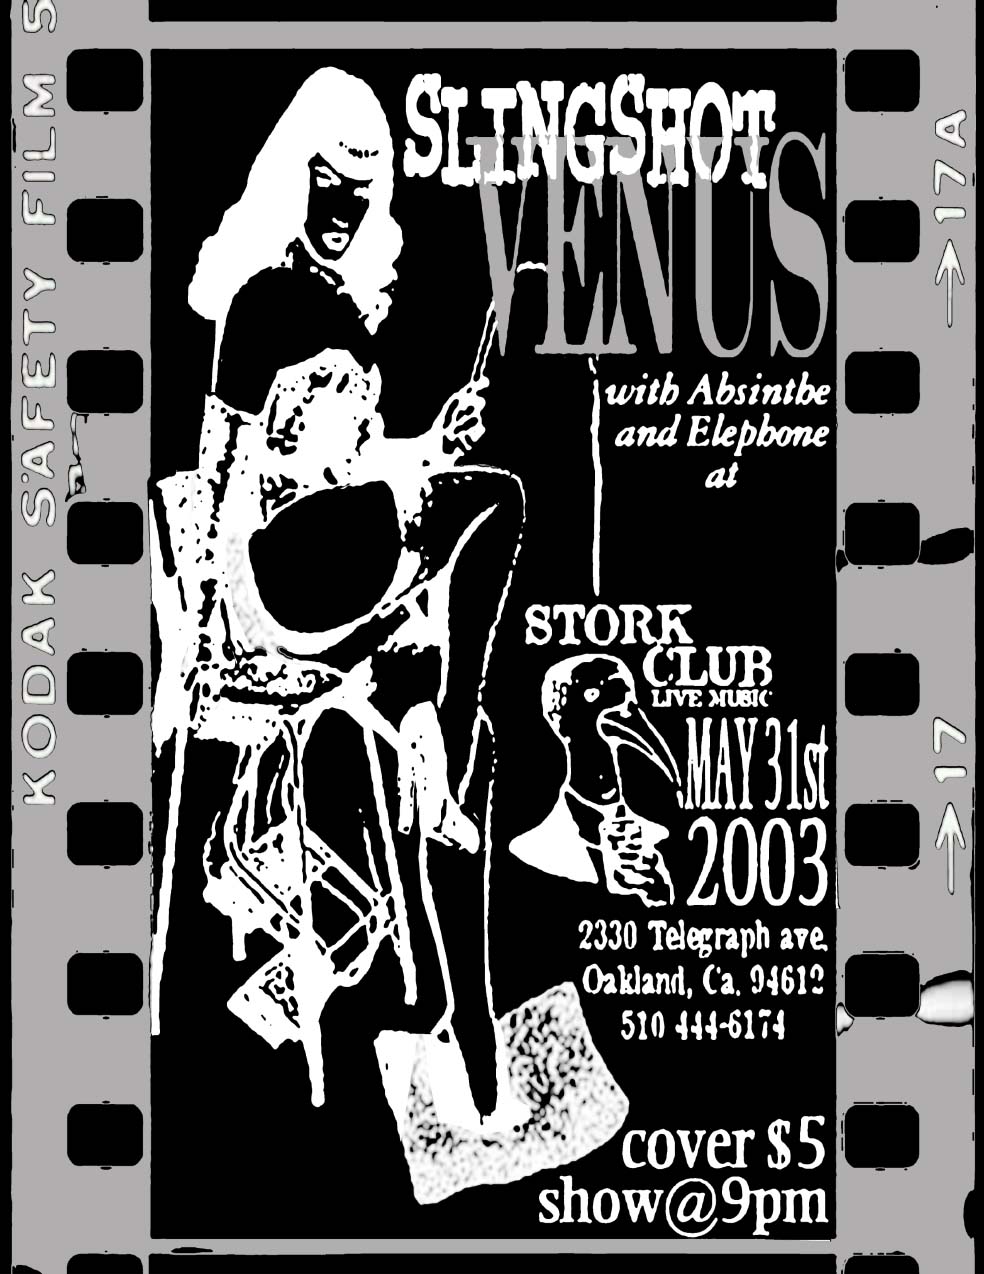 SLINGSHOT
VENUS
with Absinthe
and Elephone
at
STORK
CLUB
LIVE MUSIC
MAY 31st
2003
2330 Telegraph ave.
Oakland, Ca. 94612
510 444-6174
cover $5
show@9pm
KODAK SAFETY FILM 5
17A
17